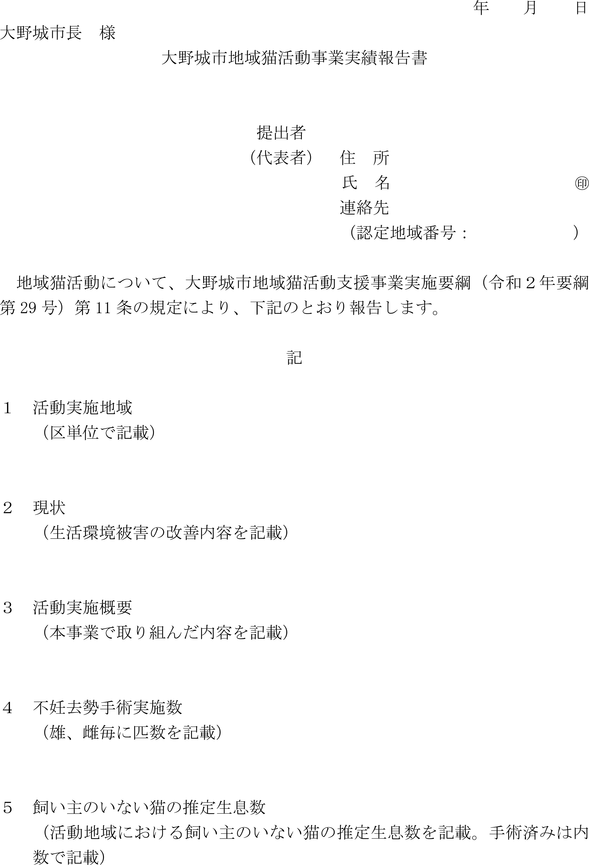 年　　月　　日
大野城市長　様
大野城市地域猫活動事業実績報告書
提出者
（代表者）　住　所
氏　名　　　　　　　　　　　㊞
連絡先
（認定地域番号：　　　　　　）
地域猫活動について、大野城市地域猫活動支援事業実施要綱（令和２年要綱
第 29 号）第 11 条の規定により、下記のとおり報告します。
記
１　活動実施地域
（区単位で記載）
２　現状
（生活環境被害の改善内容を記載）
３　活動実施概要
（本事業で取り組んだ内容を記載）
４　不妊去勢手術実施数
（雄、雌毎に匹数を記載）
５　飼い主のいない猫の推定生息数
（活動地域における飼い主のいない猫の推定生息数を記載。手術済みは内
数で記載）